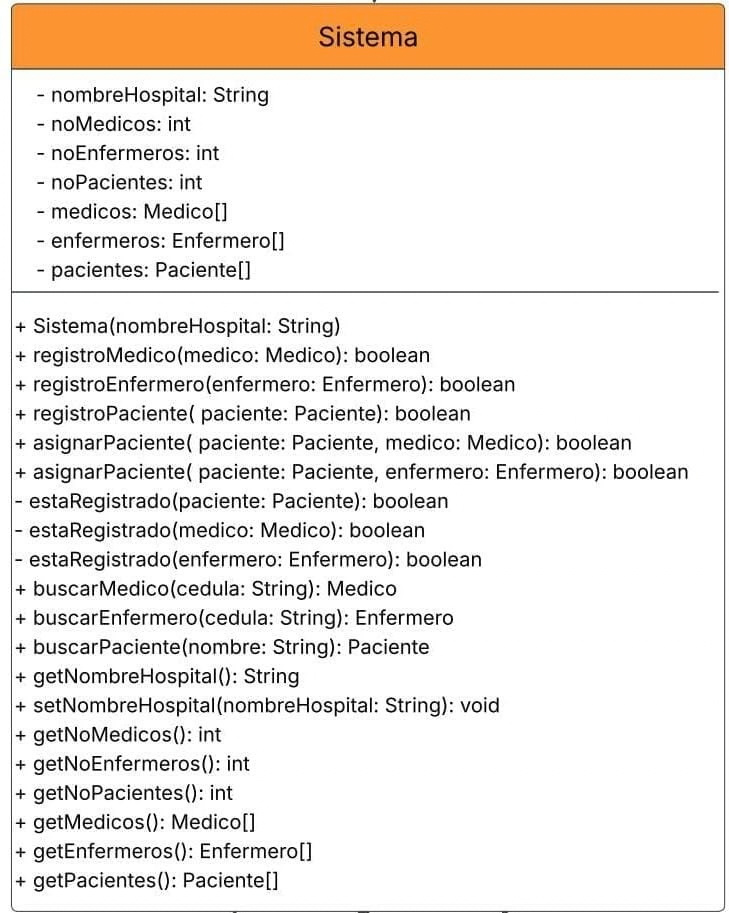 Sistema
- nombreHospital: String
- noMedicos: int
- noEnfermeros: int
- noPacientes: int
- medicos: Medico[]
- enfermeros: Enfermero[]
- pacientes: Paciente[]
+ Sistema(nombreHospital: String)
+ registroMedico(medico: Medico): boolean
+ registroEnfermero(enfermero: Enfermero): boolean
+ registroPaciente( paciente: Paciente): boolean
+ asignarPaciente( paciente: Paciente, medico: Medico): boolean
+ asignarPaciente( paciente: Paciente, enfermero: Enfermero): boolean
- estaRegistrado(paciente: Paciente): boolean
- estaRegistrado(medico: Medico): boolean
- estaRegistrado(enfermero: Enfermero): boolean
+ buscarMedico(cedula: String): Medico
+ buscarEnfermero(cedula: String): Enfermero
+ buscarPaciente(nombre: String): Paciente
+ getNombreHospital(): String
+ setNombreHospital(nombreHospital: String): void
+ getNoMedicos(): int
+ getNoEnfermeros(): int
+ getNoPacientes(): int
+ getMedicos(): Medico[]
+ getEnfermeros(): Enfermero[]
+ getPacientes(): Paciente[]